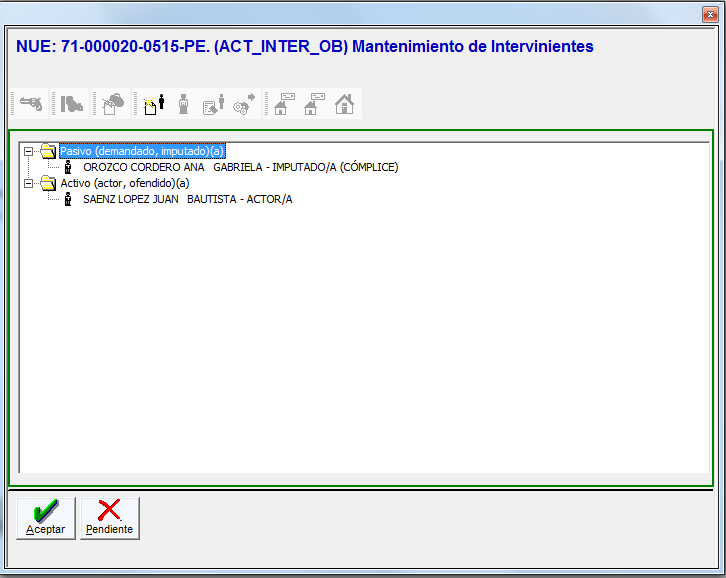 NUE: 71-000020-0515-PE. (ACT_INTER_OB) Mantenimiento de Intervinientes
Pasivo (demandado, imputado)(a)
OROZCO CORDERO ANA GABRIELA - IMPUTADO/A (CÓMPLICE)
Activo (actor, ofendido)(a)
SAENZ LOPEZ JUAN BAUTISTA - ACTOR/A
Aceptar
Pendiente